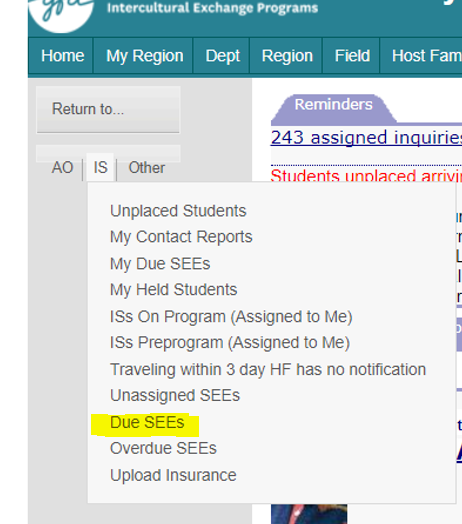 Intercultural Exchange Programs
Home My Region Dept Region Field Host Fam
Return to...
Reminders
243 assigned inquiries
Students unplaced arrivi
AO IS Other
Unplaced Students
My Contact Reports
My Due SEEs
My Held Students
ISs On Program (Assigned to Me)
ISs Preprogram (Assigned to Me)
Traveling within 3 day HF has no notification
Unassigned SEEs
Due SEEs
Overdue SEEs
Upload Insurance